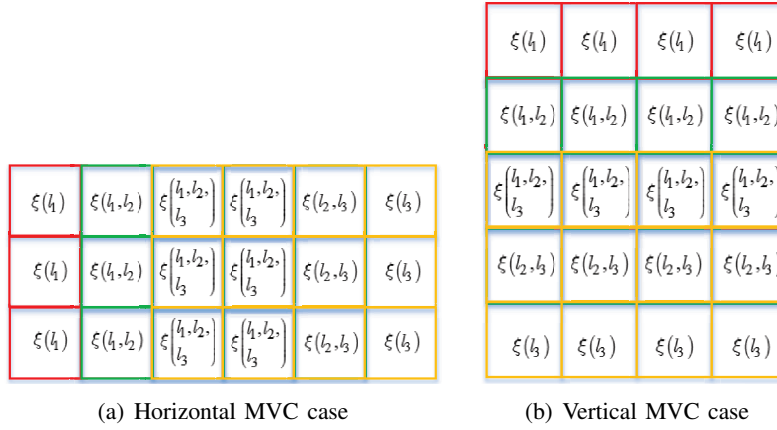 ξ(l₁) ξ(l₁,l₂) ξ(l₁,l₂, l₃) ξ(l₁,l₂, l₃) ξ(l₂,l₃) ξ(l₃)
ξ(l₁) ξ(l₁,l₂) ξ(l₁,l₂, l₃) ξ(l₁,l₂, l₃) ξ(l₂,l₃) ξ(l₃)
ξ(l₁) ξ(l₁,l₂) ξ(l₁,l₂, l₃) ξ(l₁,l₂, l₃) ξ(l₂,l₃) ξ(l₃)
(a) Horizontal MVC case
ξ(l₁) ξ(l₁) ξ(l₁) ξ(l₁)
ξ(l₁,l₂) ξ(l₁,l₂) ξ(l₁,l₂) ξ(l₁,l₂)
ξ(l₁,l₂, l₃) ξ(l₁,l₂, l₃) ξ(l₁,l₂, l₃) ξ(l₁,l₂, l₃)
ξ(l₂,l₃) ξ(l₂,l₃) ξ(l₂,l₃) ξ(l₂,l₃)
ξ(l₃) ξ(l₃) ξ(l₃) ξ(l₃)
(b) Vertical MVC case